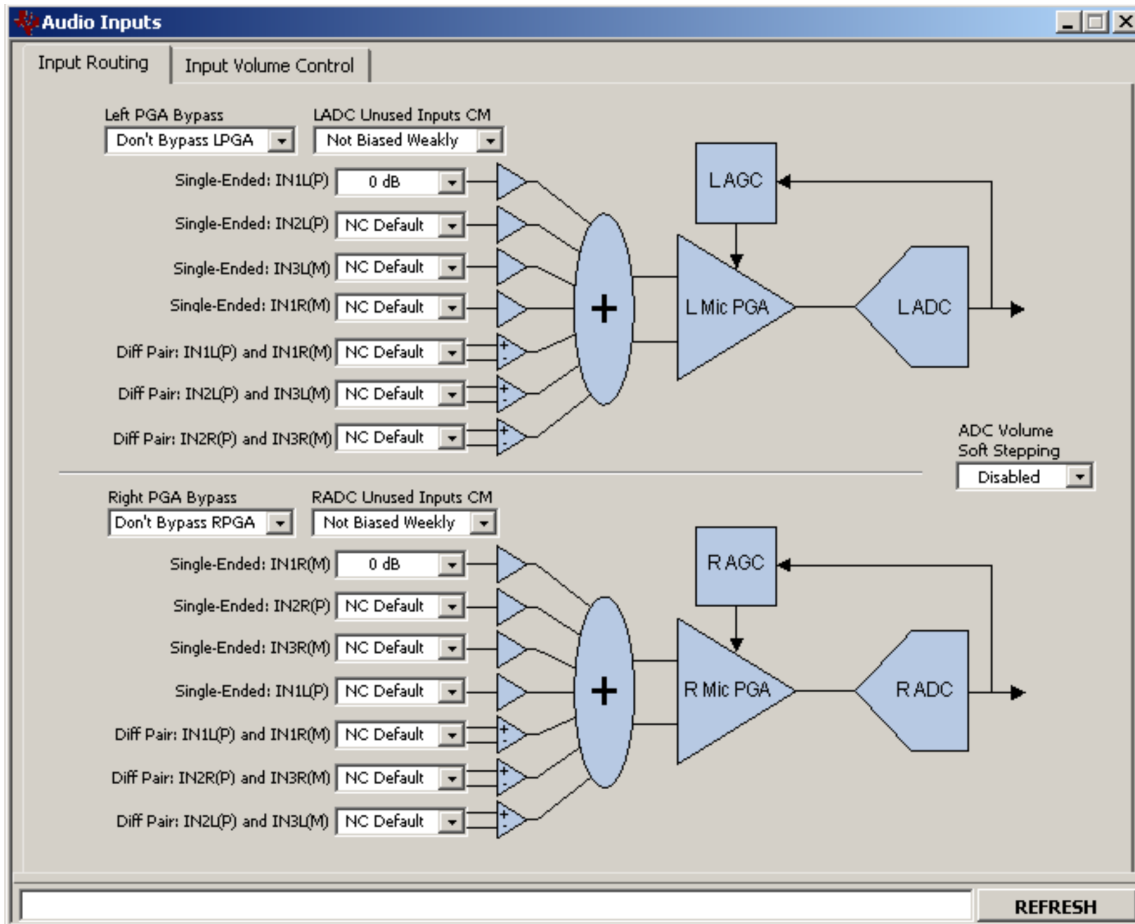 Audio Inputs
Input Routing
Input Volume Control
Left PGA Bypass
LADC Unused Inputs CM
Don't Bypass LPGA
Not Biased Weakly
Single-Ended: IN1L(P)
0 dB
Single-Ended: IN2L(P)
NC Default
Single-Ended: IN3L(M)
NC Default
Single-Ended: IN1R(M)
NC Default
Diff Pair: IN1L(P) and IN1R(M)
NC Default
+
-
Diff Pair: IN2L(P) and IN3L(M)
NC Default
+
-
Diff Pair: IN2R(P) and IN3R(M)
NC Default
+
-
+
L AGC
L Mic PGA
L ADC
ADC Volume
Soft Stepping
Disabled
Right PGA Bypass
RADC Unused Inputs CM
Don't Bypass RPGA
Not Biased Weekly
Single-Ended: IN1R(M)
0 dB
Single-Ended: IN2R(P)
NC Default
Single-Ended: IN3R(M)
NC Default
Single-Ended: IN1L(P)
NC Default
Diff Pair: IN1L(P) and IN1R(M)
NC Default
+
-
Diff Pair: IN2R(P) and IN3R(M)
NC Default
+
-
Diff Pair: IN2L(P) and IN3L(M)
NC Default
+
-
+
R AGC
R Mic PGA
R ADC
REFRESH